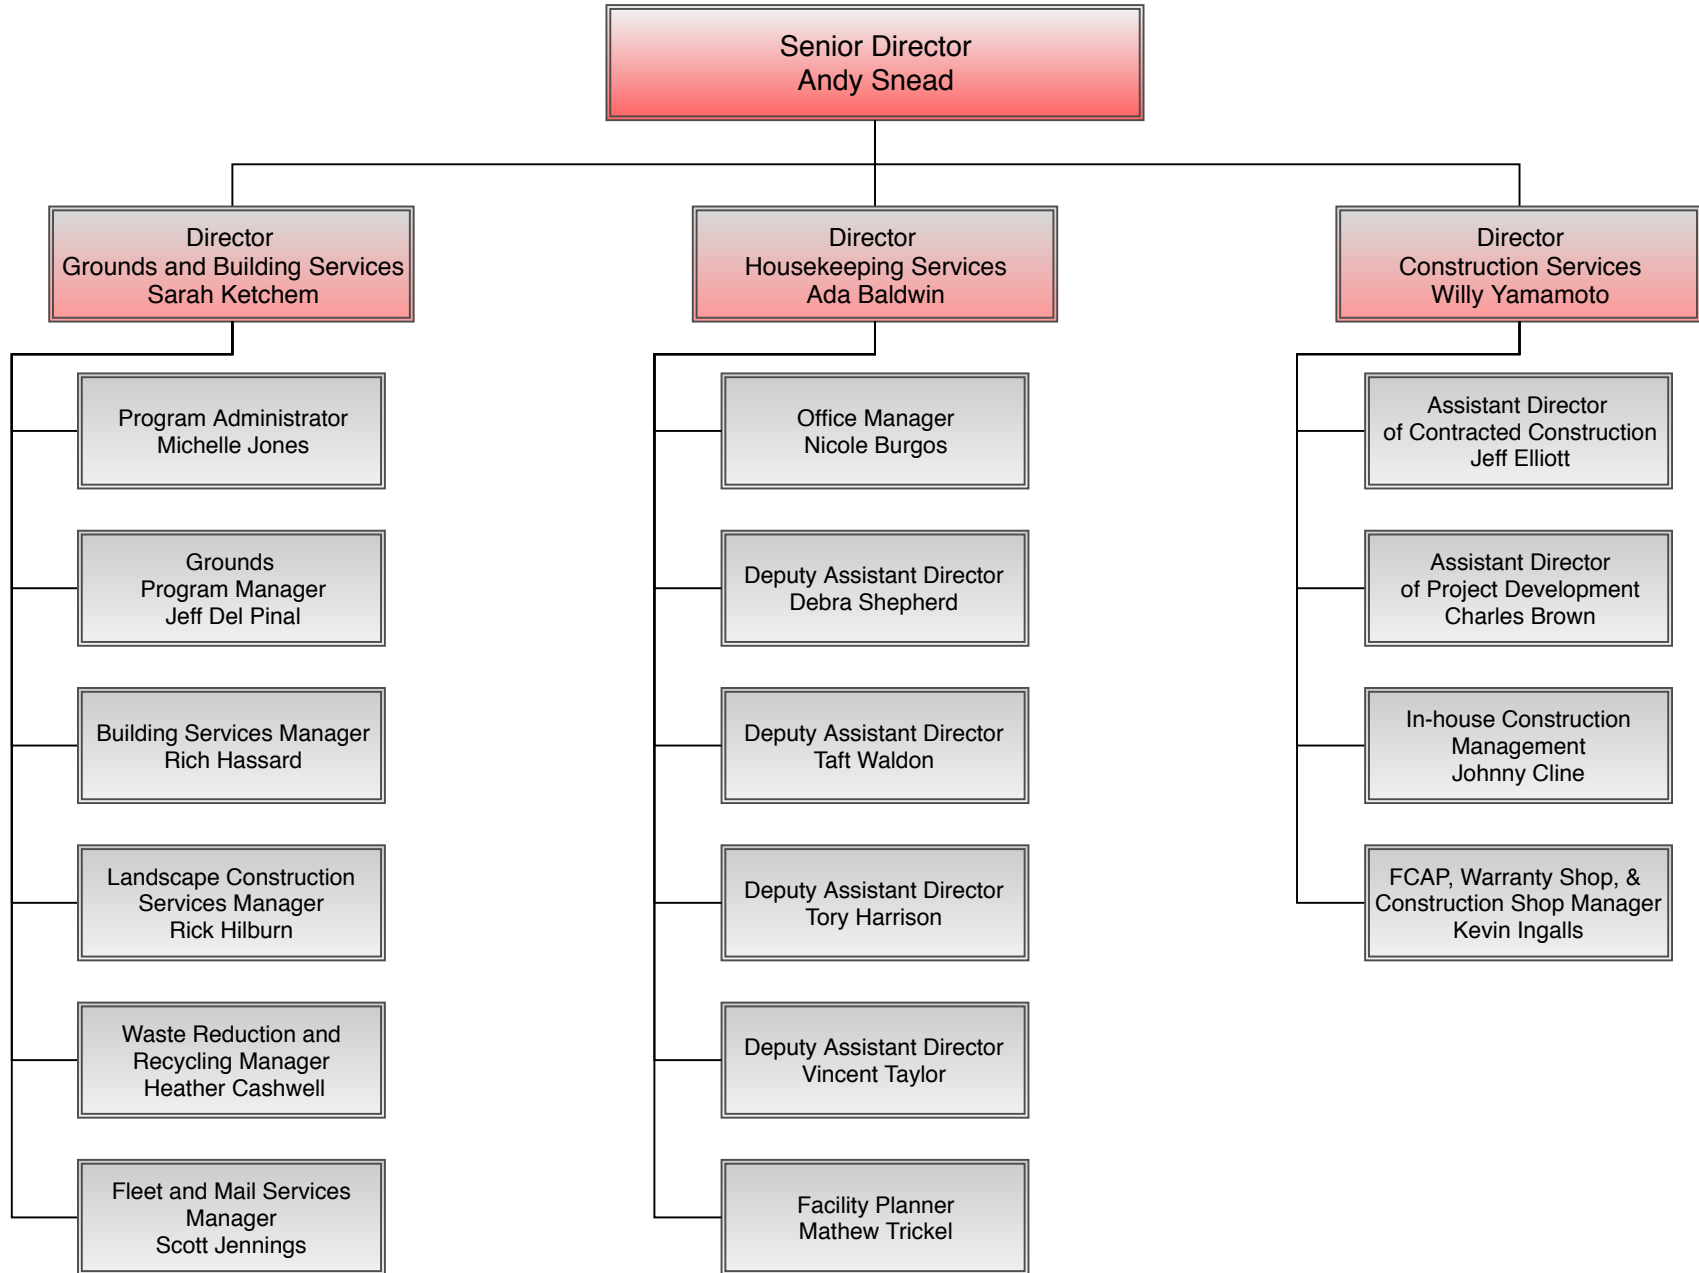 Senior Director
Andy Snead
Director
Grounds and Building Services
Sarah Ketchem
Director
Housekeeping Services
Ada Baldwin
Director
Construction Services
Willy Yamamoto
Program Administrator
Michelle Jones
Grounds
Program Manager
Jeff Del Pinal
Building Services Manager
Rich Hassard
Landscape Construction
Services Manager
Rick Hilburn
Waste Reduction and
Recycling Manager
Heather Cashwell
Fleet and Mail Services
Manager
Scott Jennings
Office Manager
Nicole Burgos
Deputy Assistant Director
Debra Shepherd
Deputy Assistant Director
Taft Waldon
Deputy Assistant Director
Tory Harrison
Deputy Assistant Director
Vincent Taylor
Facility Planner
Mathew Trickel
Assistant Director
of Contracted Construction
Jeff Elliott
Assistant Director
of Project Development
Charles Brown
In-house Construction
Management
Johnny Cline
FCAP, Warranty Shop, &
Construction Shop Manager
Kevin Ingalls